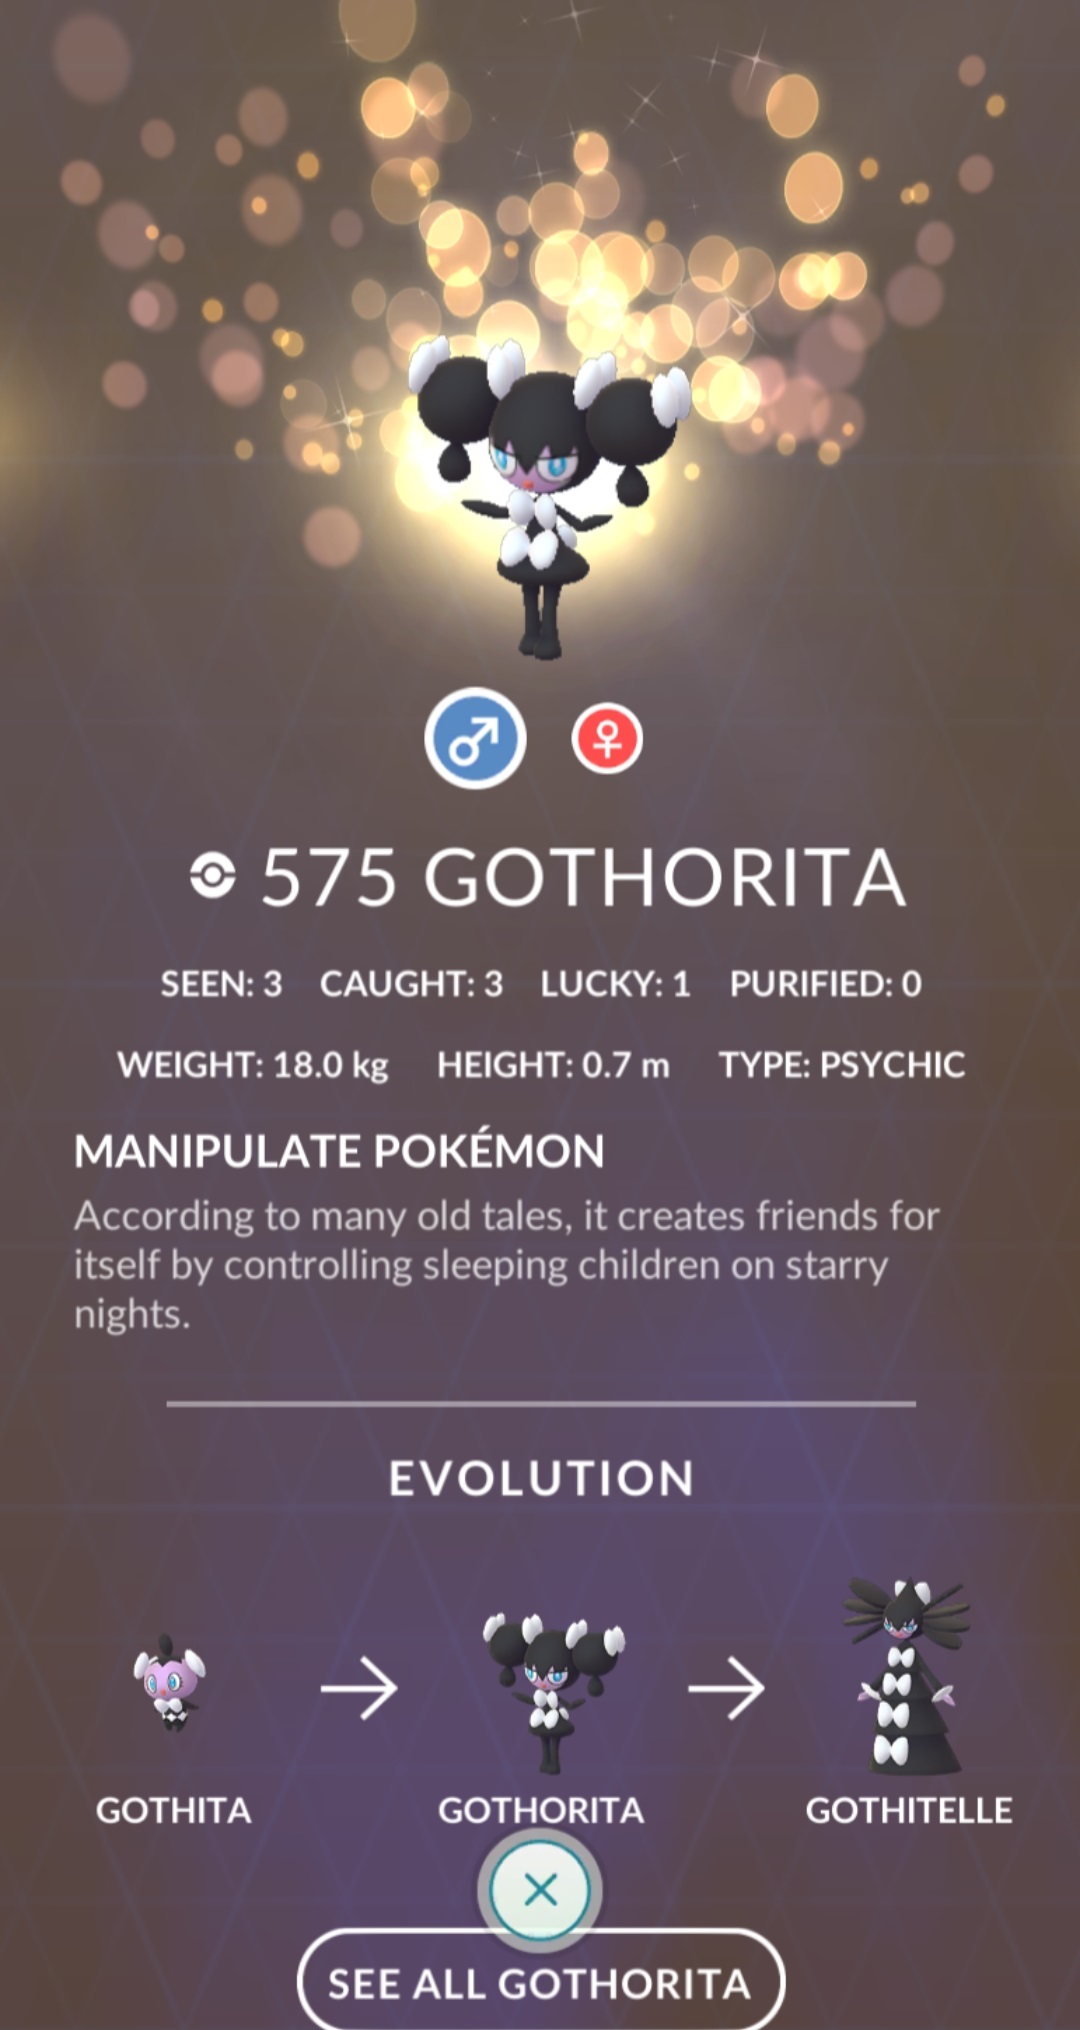 575 GOTHORITA
SEEN: 3 CAUGHT: 3 LUCKY: 1 PURIFIED: 0
WEIGHT: 18.0 kg HEIGHT: 0.7 m TYPE: PSYCHIC
MANIPULATE POKÉMON
According to many old tales, it creates friends for
itself by controlling sleeping children on starry
nights.
EVOLUTION
GOTHITA GOTHORITA GOTHITELLE
SEE ALL GOTHORITA